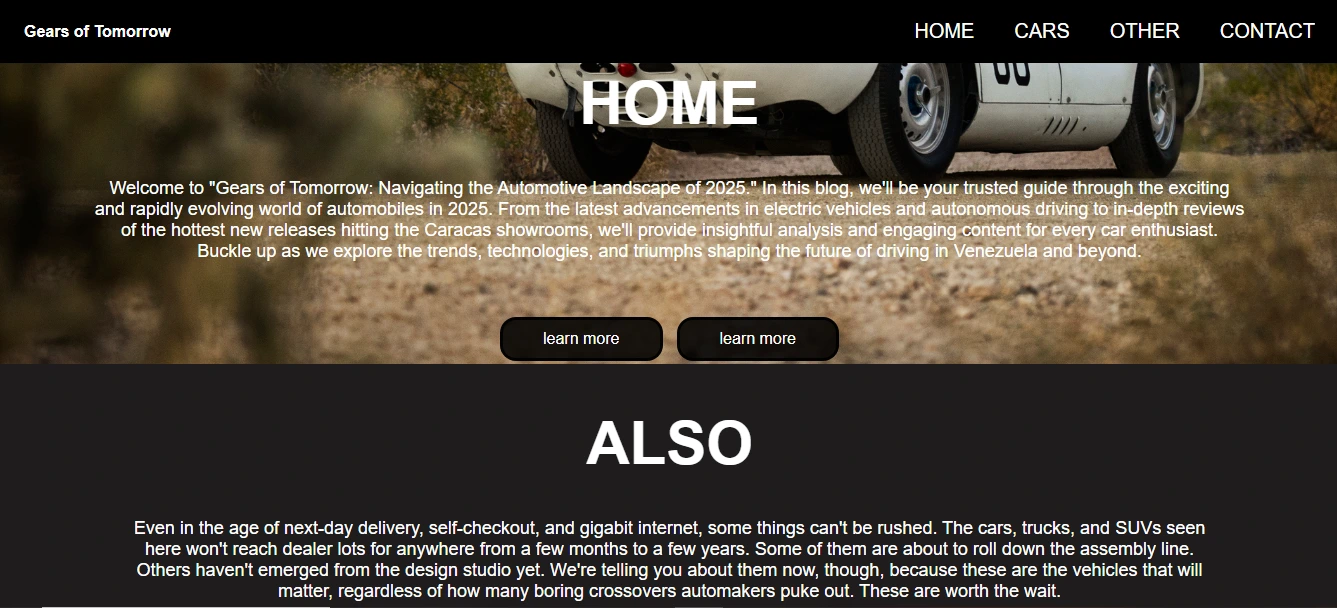 Gears of Tomorrow
HOME CARS OTHER CONTACT
HOME
Welcome to "Gears of Tomorrow: Navigating the Automotive Landscape of 2025." In this blog, we'll be your trusted guide through the exciting
and rapidly evolving world of automobiles in 2025. From the latest advancements in electric vehicles and autonomous driving to in-depth reviews
of the hottest new releases hitting the Caracas showrooms, we'll provide insightful analysis and engaging content for every car enthusiast.
Buckle up as we explore the trends, technologies, and triumphs shaping the future of driving in Venezuela and beyond.
learn more learn more
ALSO
Even in the age of next-day delivery, self-checkout, and gigabit internet, some things can't be rushed. The cars, trucks, and SUVs seen
here won't reach dealer lots for anywhere from a few months to a few years. Some of them are about to roll down the assembly line.
Others haven't emerged from the design studio yet. We're telling you about them now, though, because these are the vehicles that will
matter, regardless of how many boring crossovers automakers puke out. These are worth the wait.